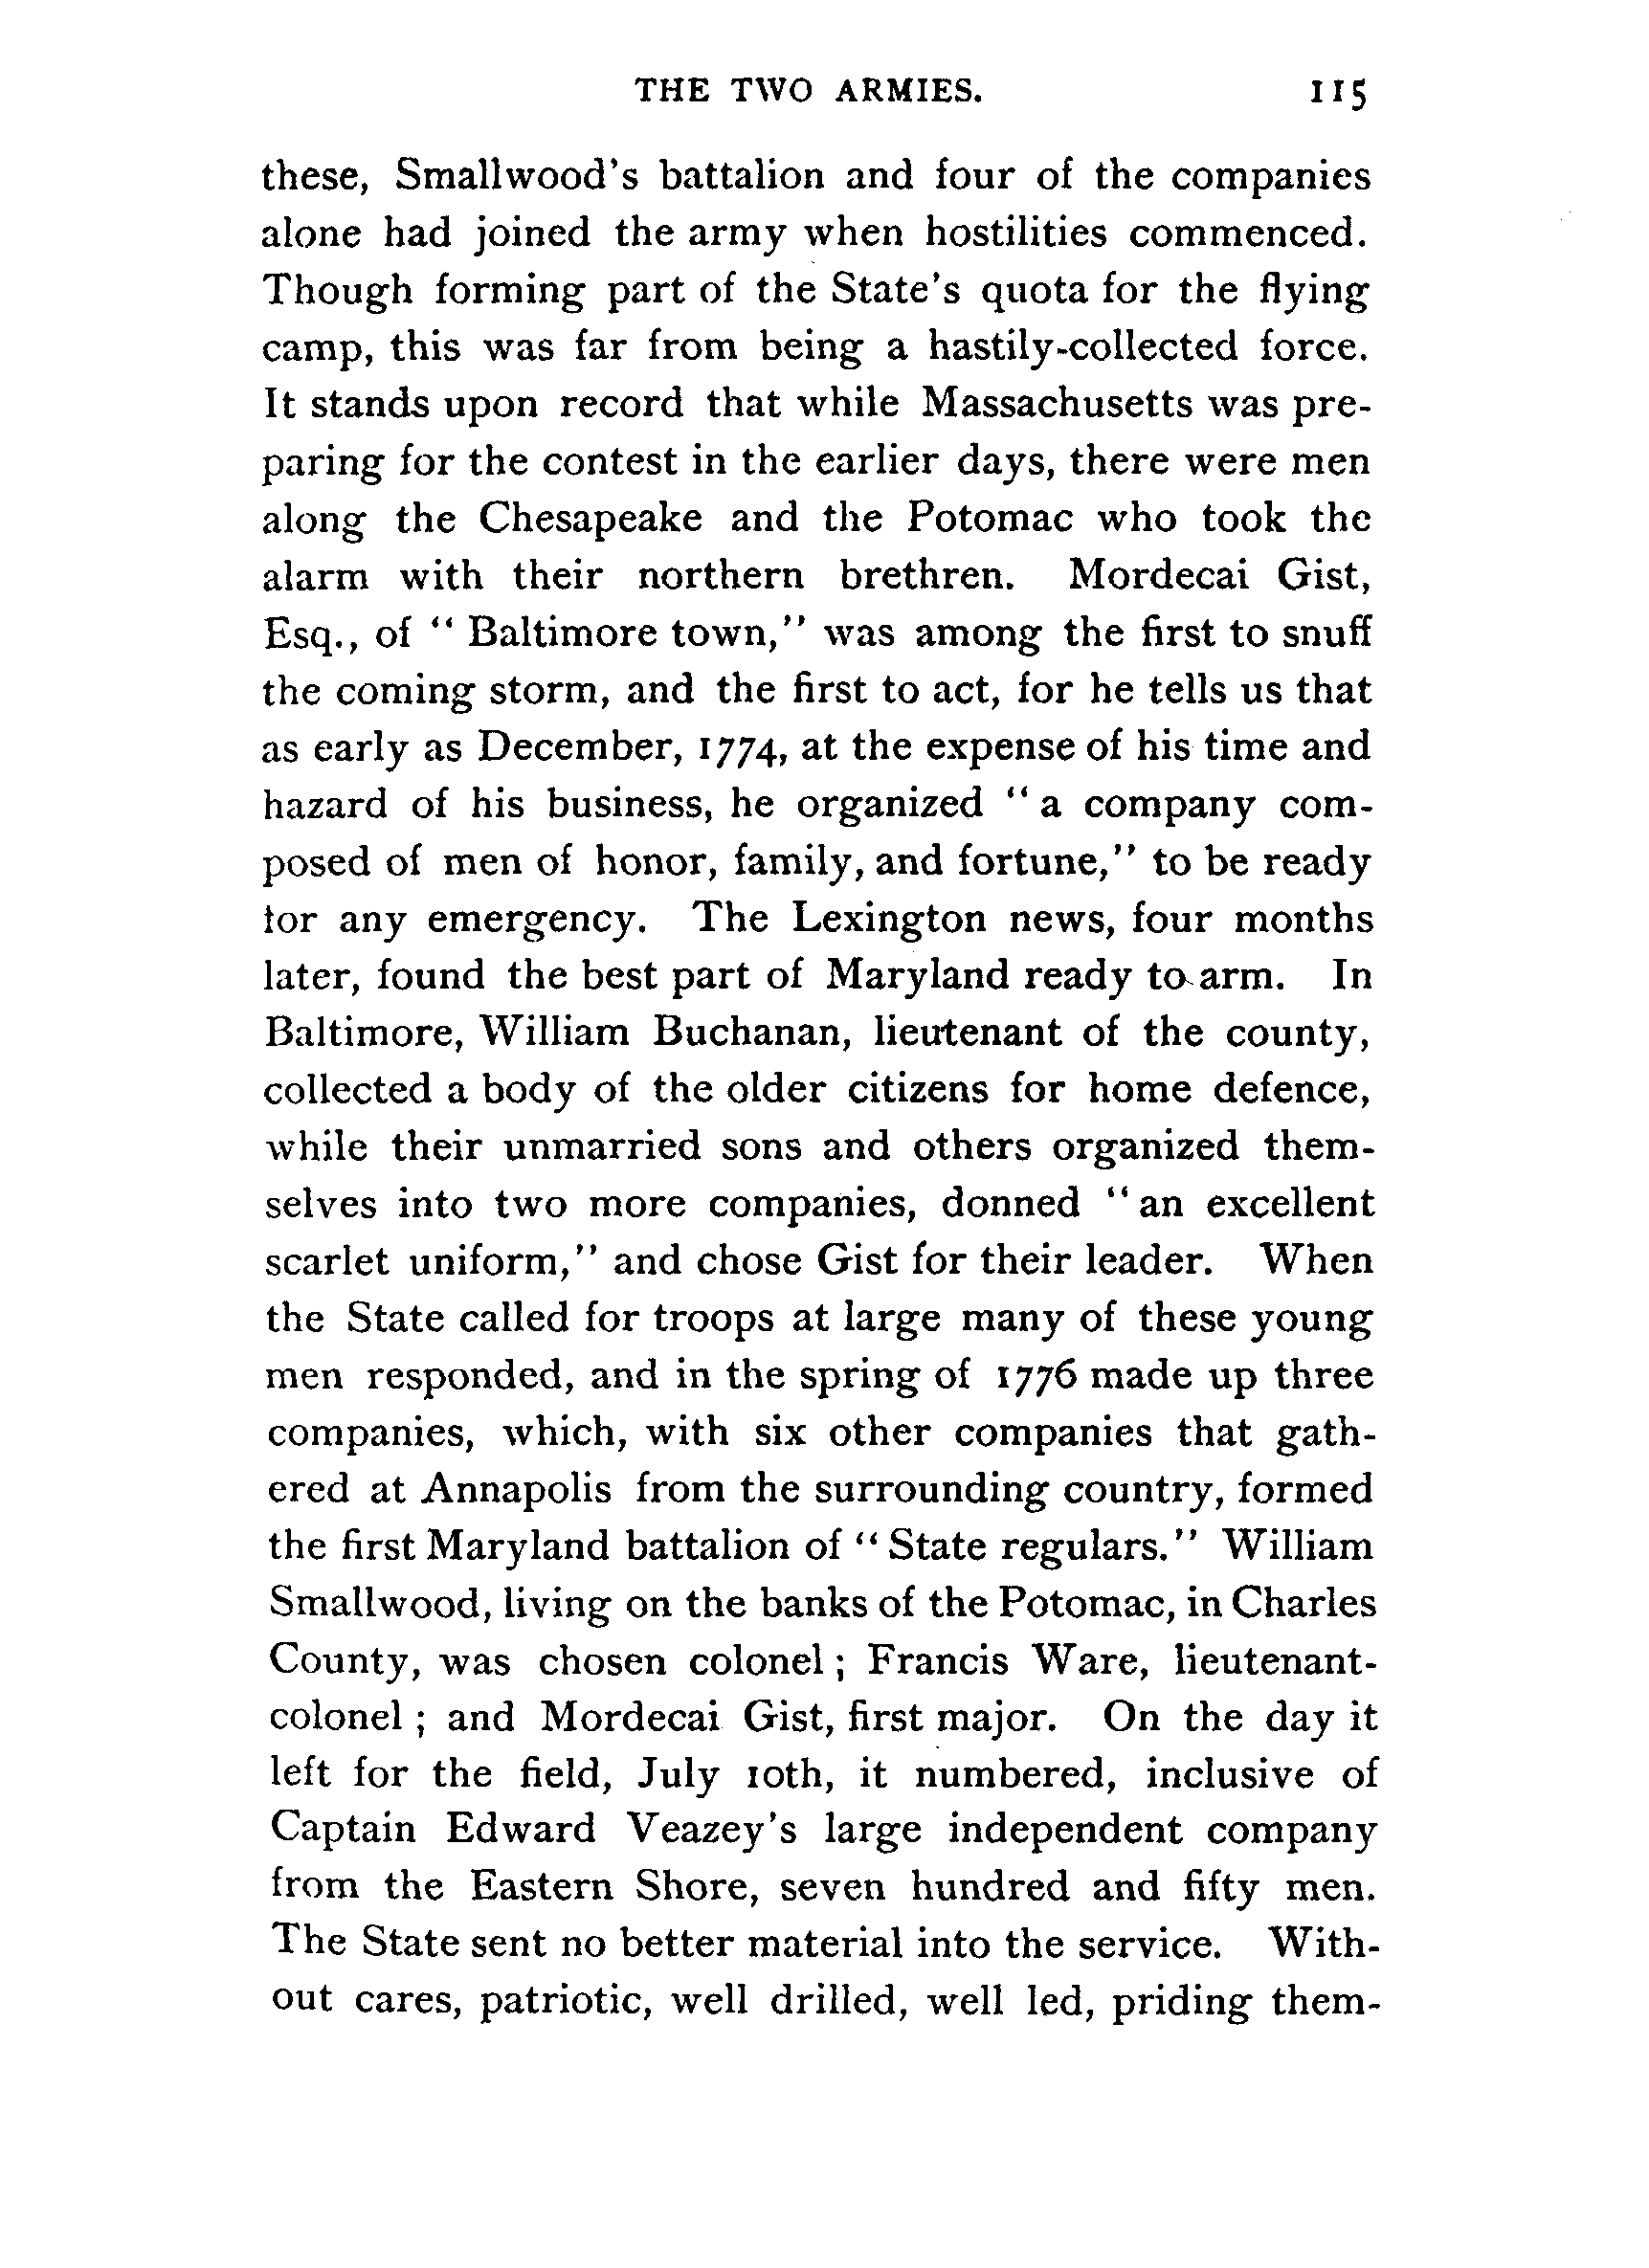 THE TWO ARMIES. 115
these, Smallwood's battalion and four of the companies
alone had joined the army when hostilities commenced.
Though forming part of the State's quota for the flying
camp, this was far from being a hastily-collected force.
It stands upon record that while Massachusetts was pre-
paring for the contest in the earlier days, there were men
along the Chesapeake and the Potomac who took the
alarm with their northern brethren. Mordecai Gist,
Esq., of "Baltimore town," was among the first to snuff
the coming storm, and the first to act, for he tells us that
as early as December, 1774, at the expense of his time and
hazard of his business, he organized "a company com-
posed of men of honor, family, and fortune," to be ready
for any emergency. The Lexington news, four months
later, found the best part of Maryland ready to arm. In
Baltimore, William Buchanan, lieutenant of the county,
collected a body of the older citizens for home defence,
while their unmarried sons and others organized them-
selves into two more companies, donned "an excellent
scarlet uniform," and chose Gist for their leader. When
the State called for troops at large many of these young
men responded, and in the spring of 1776 made up three
companies, which, with six other companies that gath-
ered at Annapolis from the surrounding country, formed
the first Maryland battalion of "State regulars." William
Smallwood, living on the banks of the Potomac, in Charles
County, was chosen colonel; Francis Ware, lieutenant-
colonel; and Mordecai Gist, first major. On the day it
left for the field, July 10th, it numbered, inclusive of
Captain Edward Veazey's large independent company
from the Eastern Shore, seven hundred and fifty men.
The State sent no better material into the service. With-
out cares, patriotic, well drilled, well led, priding them-